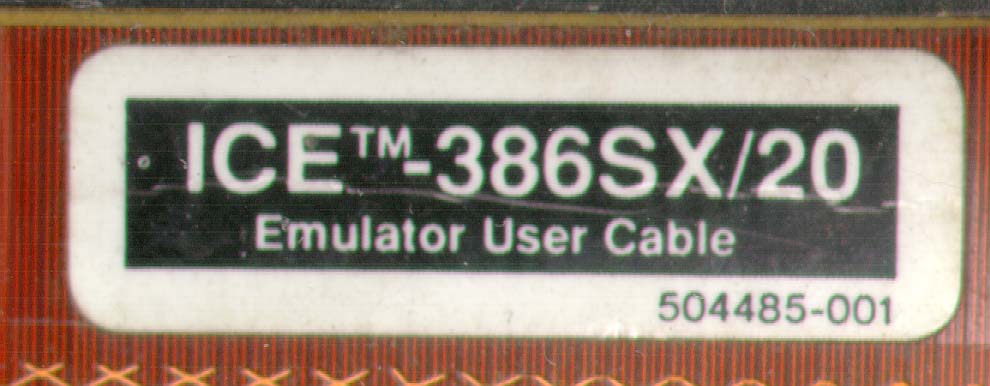 ICE™-386SX/20
Emulator User Cable
504485-001